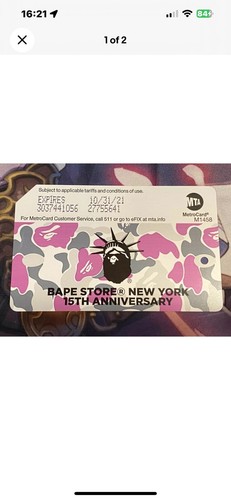 16:21
84
1 of 2
Subject to applicable tariffs and conditions of use.
EXPIRES 10/31/21
3037441056 27755641
MTA
MetroCard®
For MetroCard Customer Service, call 511 or go to eFIX at mta.info
M1458
BAPE STORE® NEW YORK
15TH ANNIVERSARY